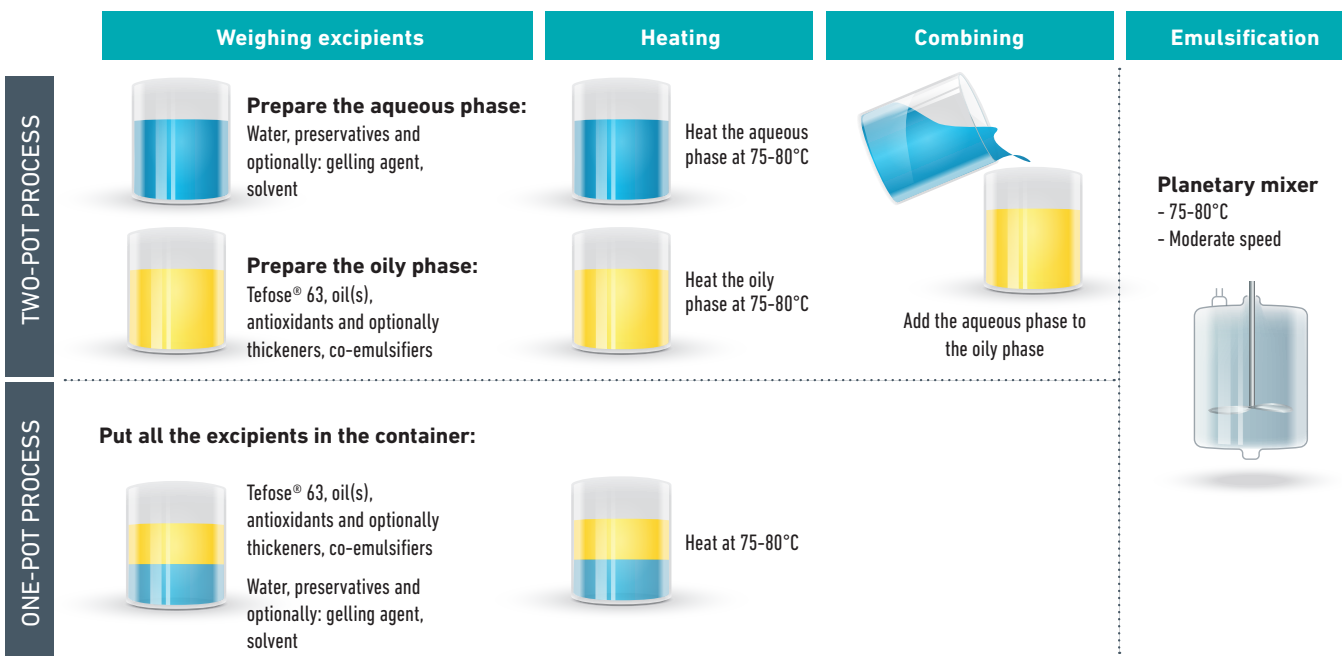 Weighing excipients
Heating
Combining
Emulsification
TWO-POT PROCESS
Prepare the aqueous phase:
Water, preservatives and
optionally: gelling agent,
solvent
Heat the aqueous
phase at 75-80°C
Prepare the oily phase:
Tefose® 63, oil(s),
antioxidants and optionally
thickeners, co-emulsifiers
Heat the oily
phase at 75-80°C
Add the aqueous phase to
the oily phase
Planetary mixer
- 75-80°C
- Moderate speed
ONE-POT PROCESS
Put all the excipients in the container:
Tefose® 63, oil(s),
antioxidants and optionally
thickeners, co-emulsifiers
Water, preservatives and
optionally: gelling agent,
solvent
Heat at 75-80°C